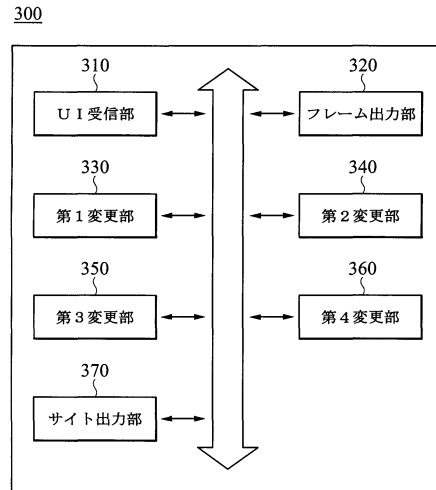 300
310
ＵＩ受信部
320
フレーム出力部
330
第１変更部
340
第２変更部
350
第３変更部
360
第４変更部
370
サイト出力部